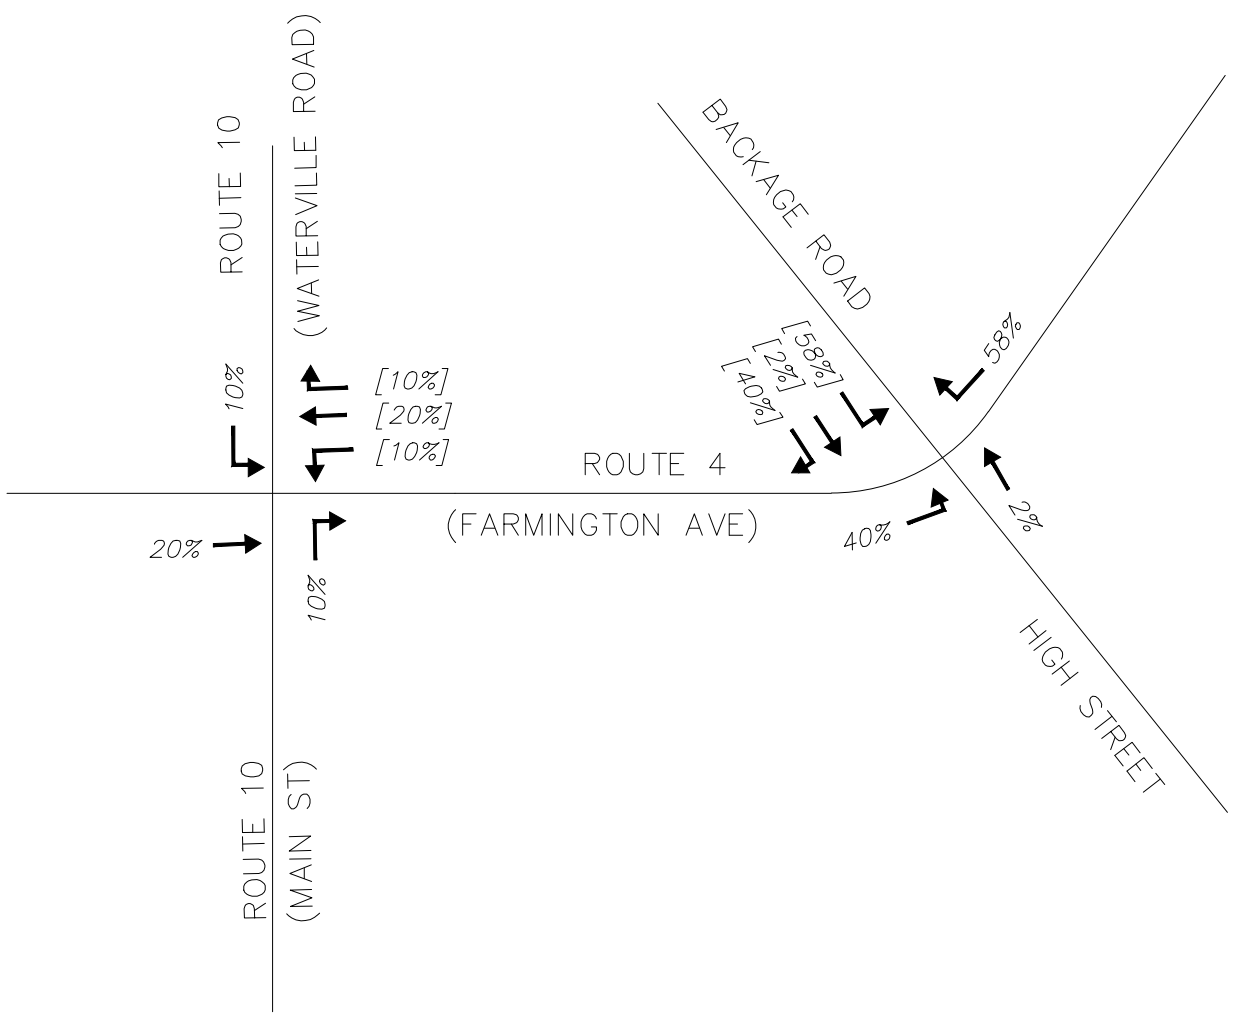 ROUTE 10
(WATERVILLE ROAD)
BACKAGE ROAD
10%
[10%]
[20%]
[10%]
[58%]
[2%]
[40%]
58%
ROUTE 4
(FARMINGTON AVE)
20%
10%
40%
2%
HIGH STREET
ROUTE 10
(MAIN ST)